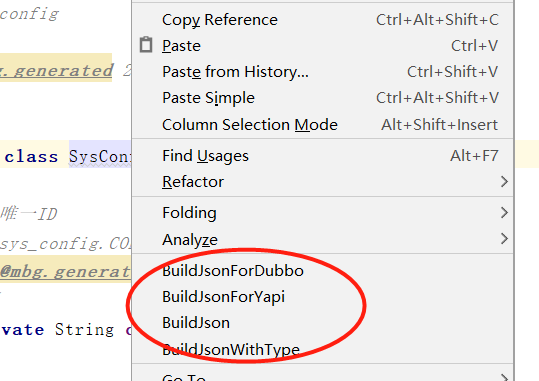 config
Copy Reference Ctrl+Alt+Shift+C
Paste Ctrl+V
g.generated 2
Paste from History... Ctrl+Shift+V
Paste Simple Ctrl+Alt+Shift+V
Column Selection Mode Alt+Shift+Insert
class SysCon
Find Usages Alt+F7
Refactor
唯一ID
Folding
sys_config.CO
Analyze
@mbg.generat
BuildJsonForDubbo
BuildJsonForYapi
vate String
BuildJson
BuildJsonWithType
Go To